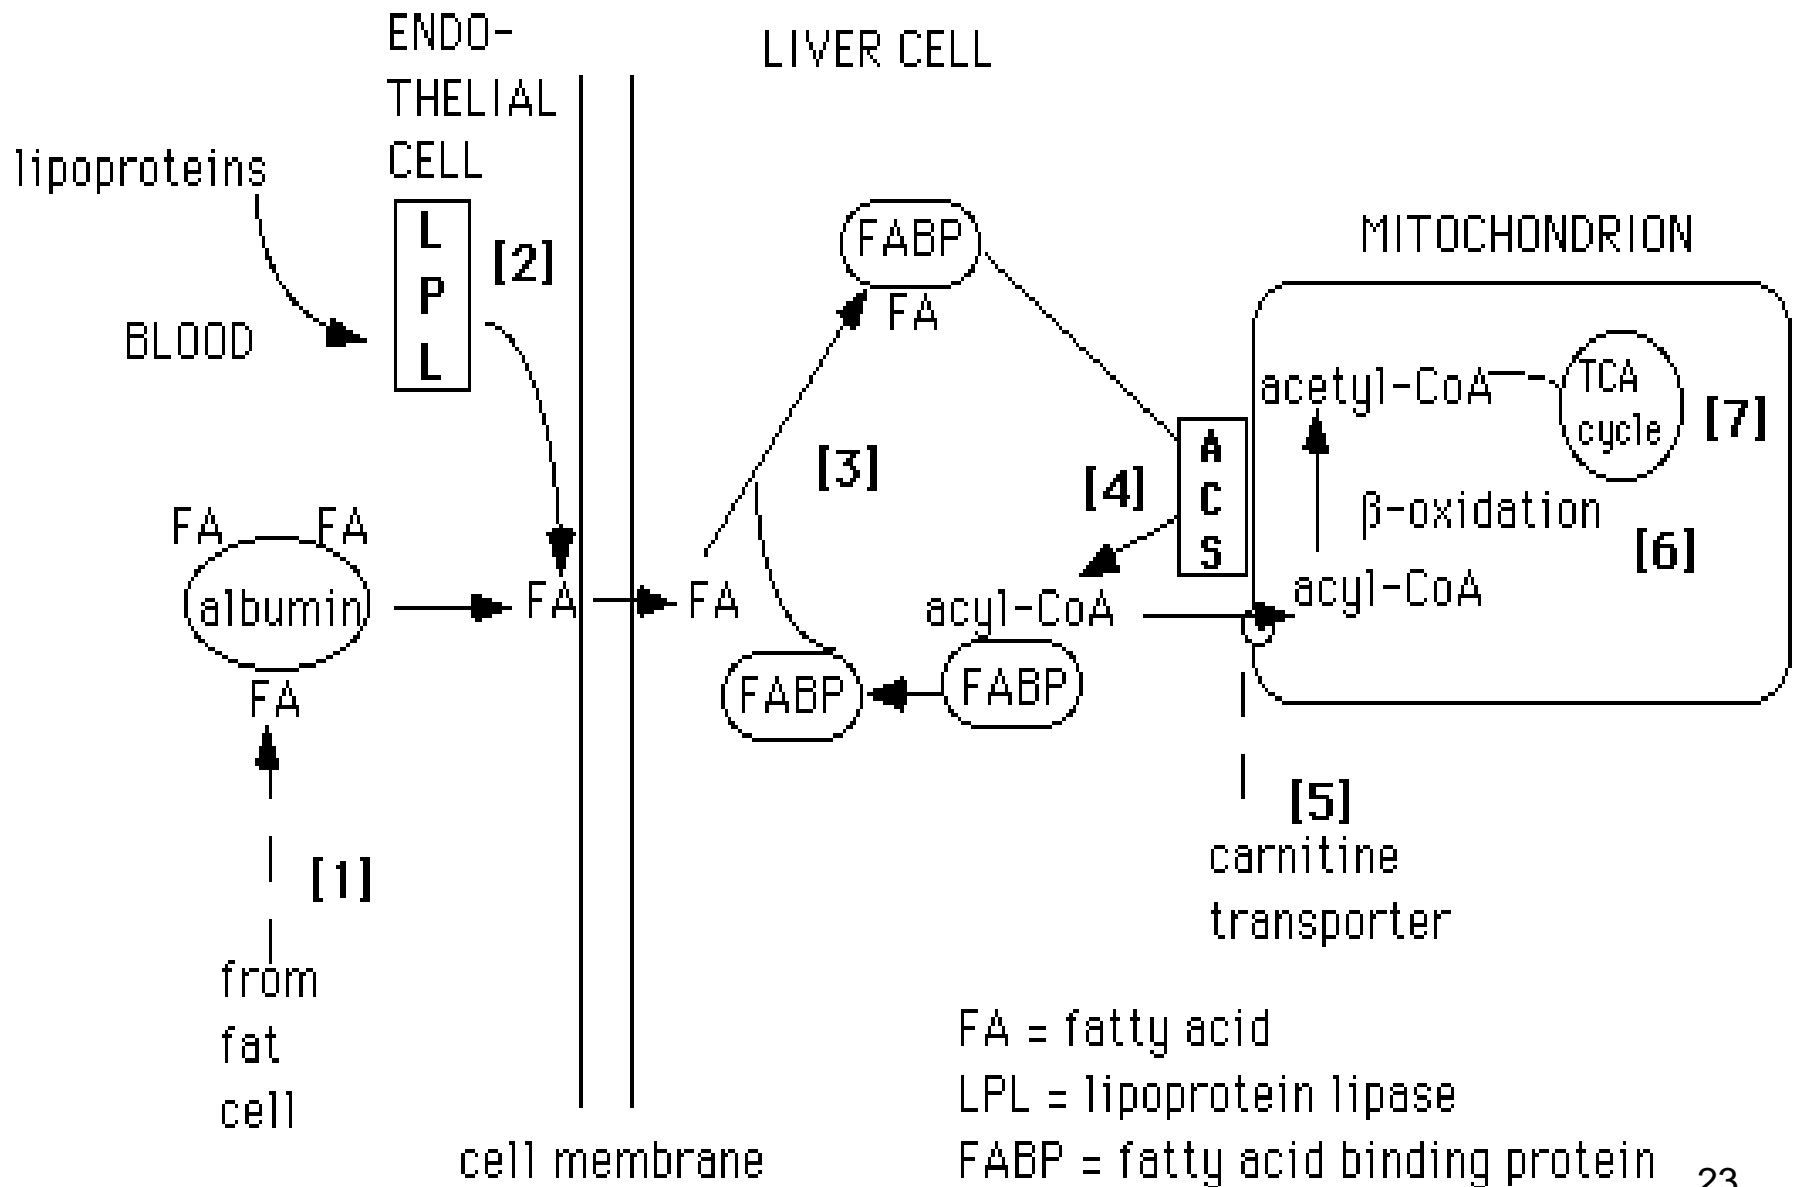 ENDO-
THELIAL
CELL
LIVER CELL
lipoproteins
L
P
L
[2]
BLOOD
FABP
FA
MITOCHONDRION
acetyl-CoA
TCA
cycle
[7]
[3]
[4]
A
C
S
β-oxidation
[6]
FA
FA
albumin
FA
FA
FA
acyl-CoA
acyl-CoA
FABP
FABP
FA
[1]
from
fat
cell
[5]
carnitine
transporter
FA = fatty acid
LPL = lipoprotein lipase
cell membrane
FABP = fatty acid binding protein
23